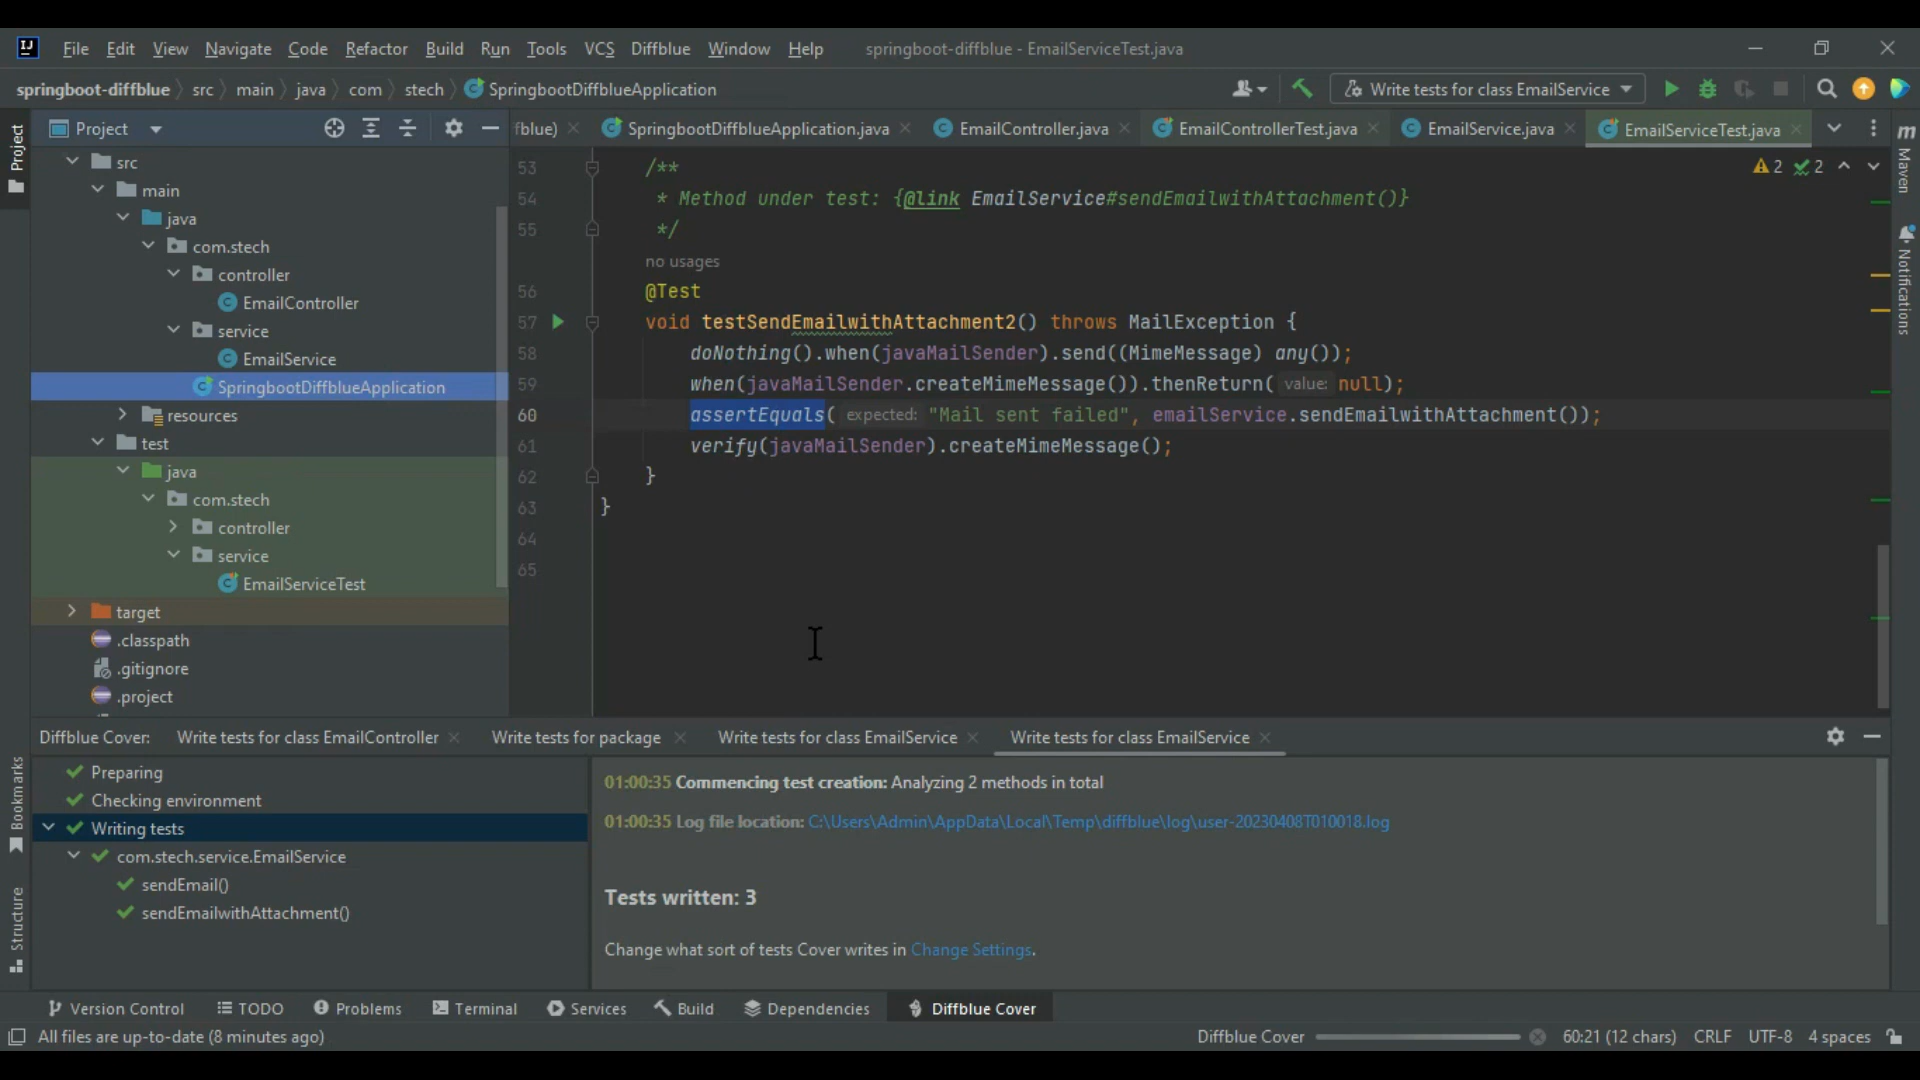 IJ File Edit View Navigate Code Refactor Build Run Tools VCS Diffblue Window Help springboot-diffblue - EmailServiceTest.java
springboot-diffblue src main java com stech SpringbootDiffblueApplication Write tests for class EmailService
Project
Project
fblue) SpringbootDiffblueApplication.java EmailController.java EmailControllerTest.java EmailService.java EmailServiceTest.java
m Maven
Notifications
src
main
java
com.stech
controller
EmailController
service
EmailService
SpringbootDiffblueApplication
resources
test
java
com.stech
controller
service
EmailServiceTest
target
.classpath
.gitignore
.project
2 2
53 /**
54 * Method under test: {@link EmailService#sendEmailwithAttachment()}
55 */
no usages
56 @Test
57 void testSendEmailwithAttachment2() throws MailException {
58 doNothing().when(javaMailSender).send((MimeMessage) any());
59 when(javaMailSender.createMimeMessage()).thenReturn( value: null);
60 assertEquals( expected: "Mail sent failed", emailService.sendEmailwithAttachment());
61 verify(javaMailSender).createMimeMessage();
62 }
63 }
64
65
Diffblue Cover: Write tests for class EmailController Write tests for package Write tests for class EmailService Write tests for class EmailService
Bookmarks
Structure
Preparing
Checking environment
Writing tests
com.stech.service.EmailService
sendEmail()
sendEmailwithAttachment()
01:00:35 Commencing test creation: Analyzing 2 methods in total
01:00:35 Log file location: C:\Users\Admin\AppData\Local\Temp\diffblue\log\user-20230408T010018.log
Tests written: 3
Change what sort of tests Cover writes in Change Settings.
Version Control TODO Problems Terminal Services Build Dependencies Diffblue Cover
All files are up-to-date (8 minutes ago) Diffblue Cover 60:21 (12 chars) CRLF UTF-8 4 spaces